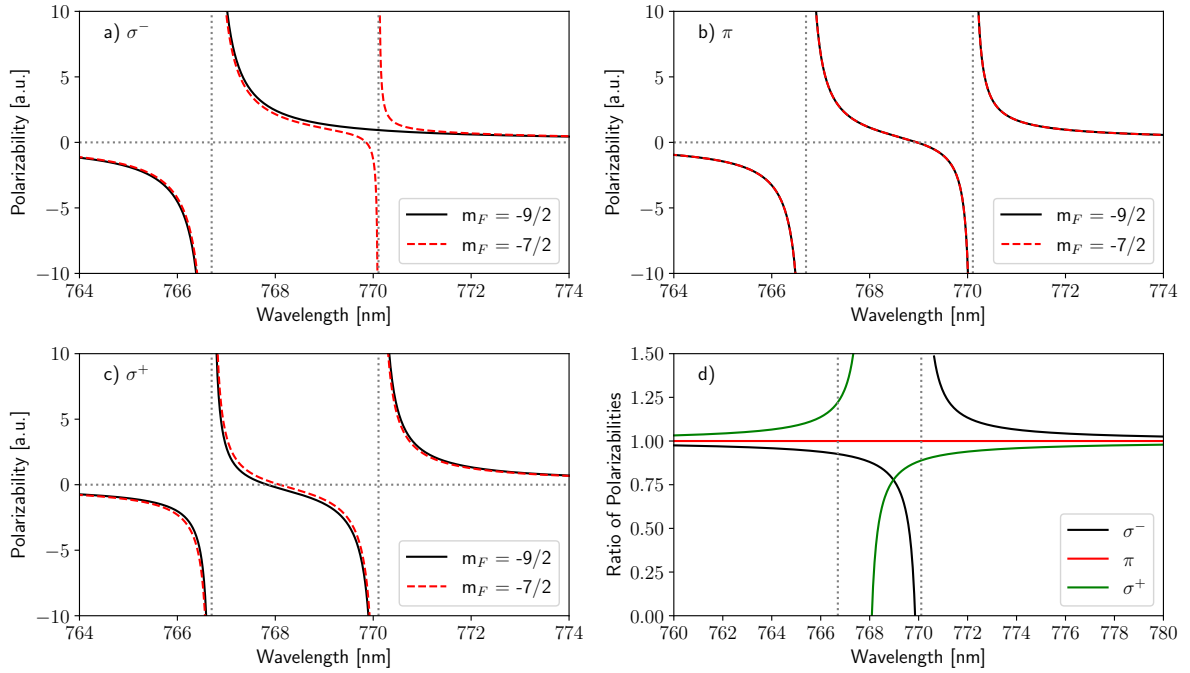 a) σ⁻
10
5
0
−5
−10
Polarizability [a.u.]
m_F = -9/2
m_F = -7/2
764 766 768 770 772 774
Wavelength [nm]
b) π
10
5
0
−5
−10
Polarizability [a.u.]
m_F = -9/2
m_F = -7/2
764 766 768 770 772 774
Wavelength [nm]
c) σ⁺
10
5
0
−5
−10
Polarizability [a.u.]
m_F = -9/2
m_F = -7/2
764 766 768 770 772 774
Wavelength [nm]
d)
1.50
1.25
1.00
0.75
0.50
0.25
0.00
Ratio of Polarizabilities
σ⁻
π
σ⁺
760 762 764 766 768 770 772 774 776 778 780
Wavelength [nm]